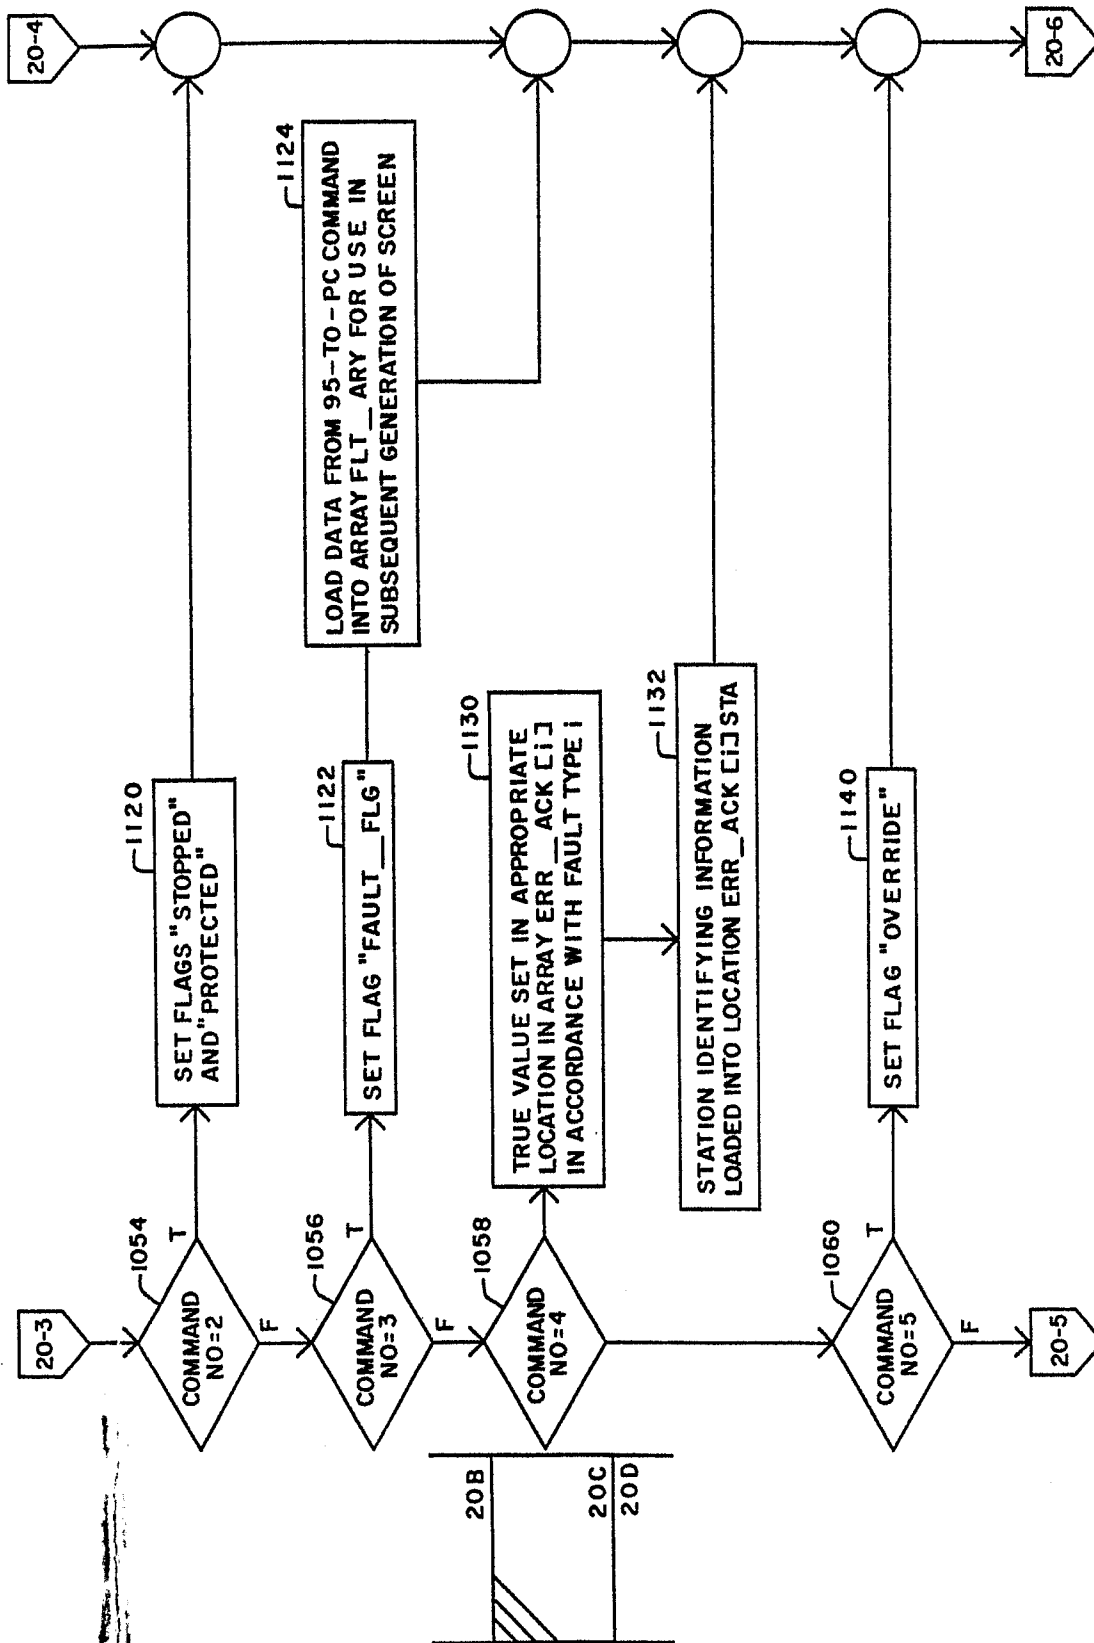 20-3
1054
COMMAND
NO=2
T
F
1120
SET FLAGS "STOPPED"
AND "PROTECTED"
20-4
1056
COMMAND
NO=3
T
F
1122
SET FLAG "FAULT__FLG"
1124
LOAD DATA FROM 95-TO-PC COMMAND
INTO ARRAY FLT__ARY FOR USE IN
SUBSEQUENT GENERATION OF SCREEN
1058
COMMAND
NO=4
1130
TRUE VALUE SET IN APPROPRIATE
LOCATION IN ARRAY ERR__ACK [i]
IN ACCORDANCE WITH FAULT TYPE i
1132
STATION IDENTIFYING INFORMATION
LOADED INTO LOCATION ERR_ACK [i] STA
1060
COMMAND
NO=5
T
F
1140
SET FLAG "OVERRIDE"
20-5
20-6
20B
20C
20D